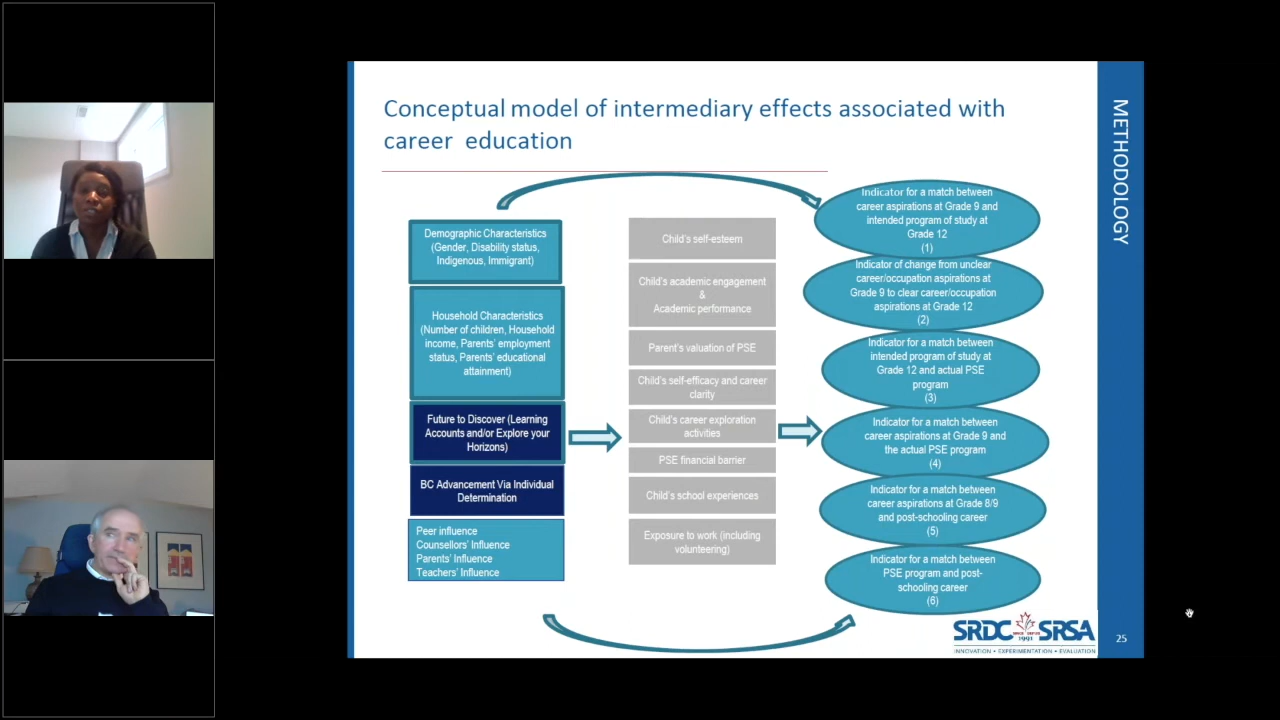 Conceptual model of intermediary effects associated with
career education
METHODOLOGY
Demographic Characteristics
(Gender, Disability status,
Indigenous, Immigrant)
Household Characteristics
(Number of children, Household
income, Parents' employment
status, Parents' educational
attainment)
Future to Discover (Learning
Accounts and/or Explore your
Horizons)
BC Advancement Via Individual
Determination
Peer influence
Counsellors' Influence
Parents' Influence
Teachers' Influence
Child's self-esteem
Child's academic engagement
&
Academic performance
Parent's valuation of PSE
Child's self-efficacy and career
clarity
Child's career exploration
activities
PSE financial barrier
Child's school experiences
Exposure to work (including
volunteering)
Indicator for a match between
career aspirations at Grade 9 and
intended program of study at
Grade 12
(1)
Indicator of change from unclear
career/occupation aspirations at
Grade 9 to clear career/occupation
aspirations at Grade 12
(2)
Indicator for a match between
intended program of study at
Grade 12 and actual PSE
program
(3)
Indicator for a match between
career aspirations at Grade 9 and
the actual PSE program
(4)
Indicator for a match between
career aspirations at Grade 8/9
and post-schooling career
(5)
Indicator for a match between
PSE program and post-
schooling career
(6)
SRDC SRSA
1991
INNOVATION • EXPERIMENTATION • EVALUATION
25